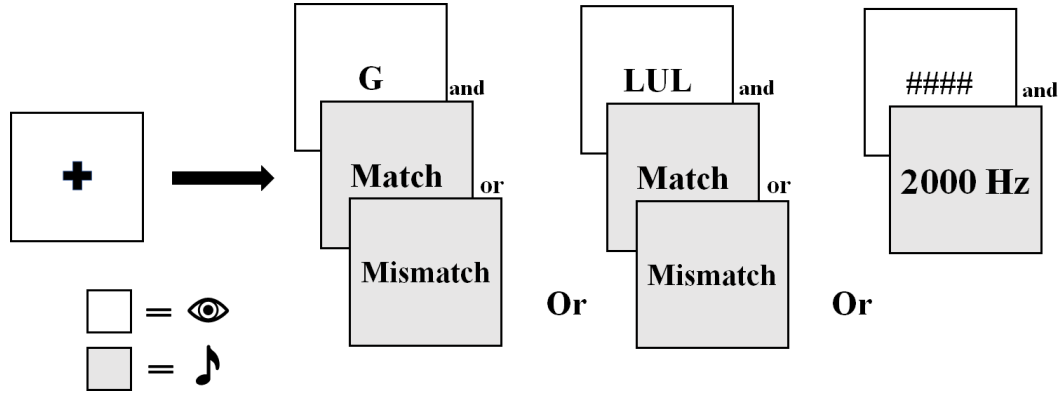 G
and
Match
or
Mismatch
Or
LUL
and
Match
or
Mismatch
Or
####
and
2000 Hz
=
=